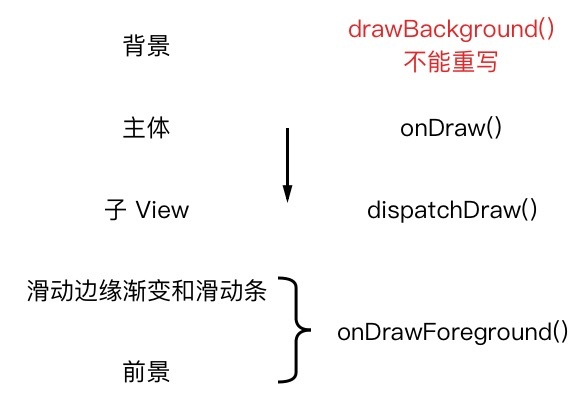 背景
drawBackground()
不能重写
主体
onDraw()
子 View
dispatchDraw()
滑动边缘渐变和滑动条
onDrawForeground()
前景